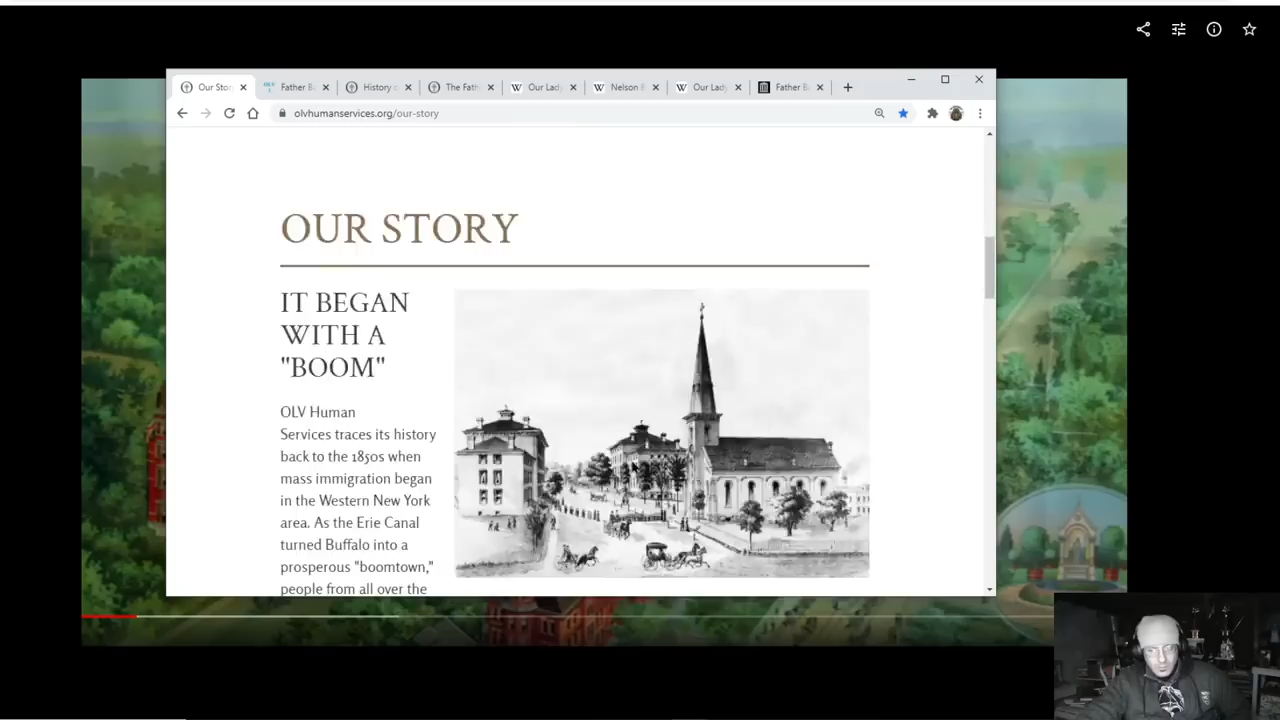 Our Stor
Father B
History o
The Fath
Our Lad
Nelson B
Our Lad
Father B
olvhumanservices.org/our-story
OUR STORY
IT BEGAN
WITH A
"BOOM"
OLV Human
Services traces its history
back to the 1850s when
mass immigration began
in the Western New York
area. As the Erie Canal
turned Buffalo into a
prosperous "boomtown,"
people from all over the